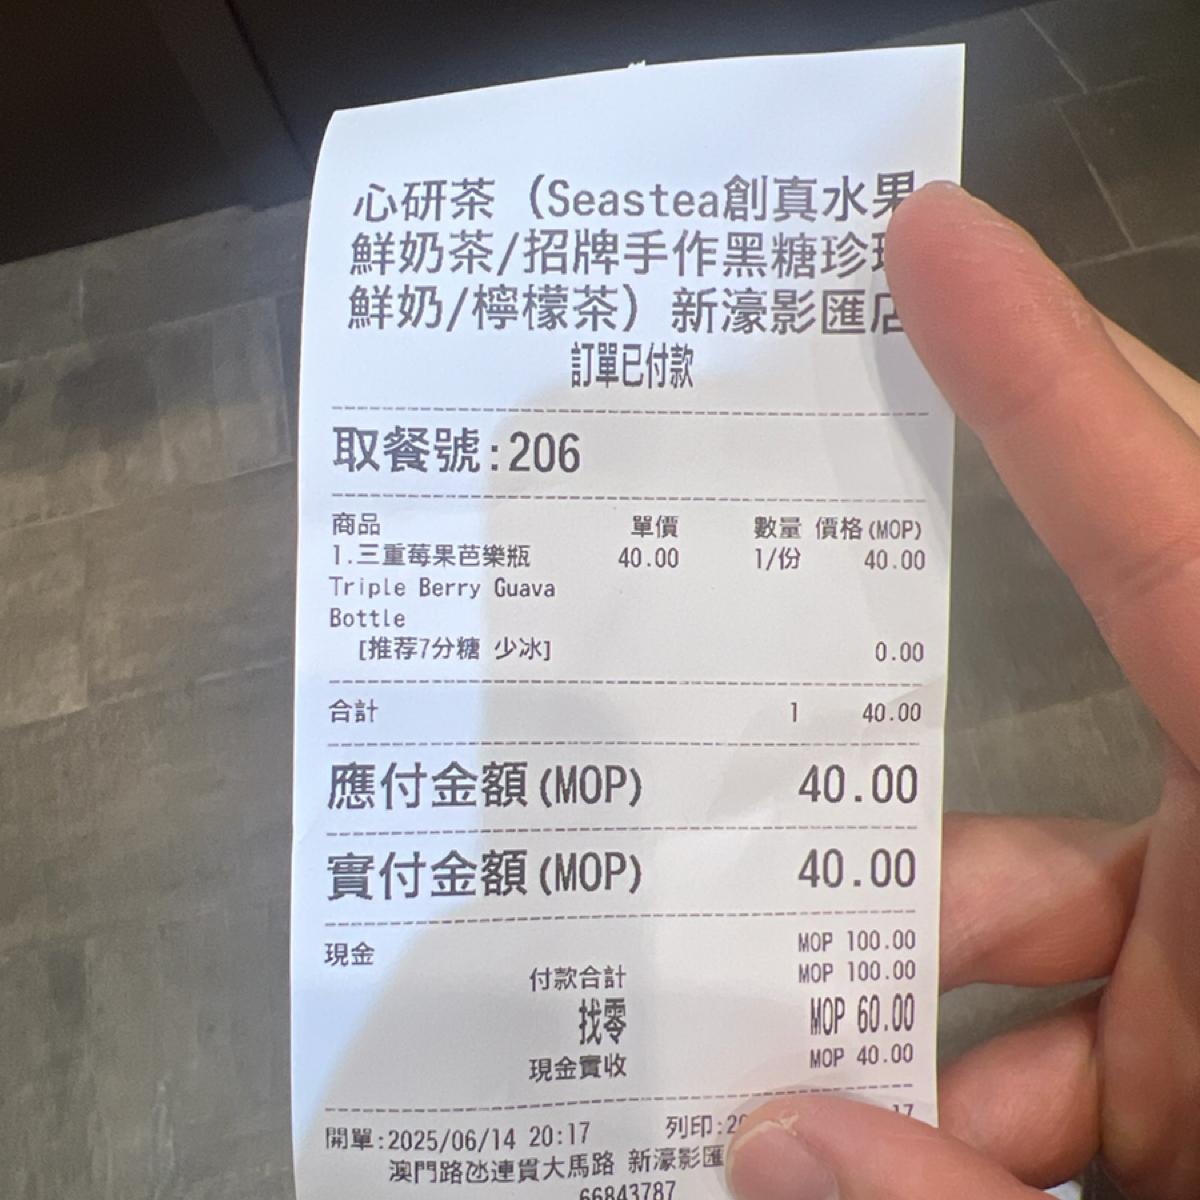 心研茶（Seastea創真水果
鮮奶茶/招牌手作黑糖珍
鮮奶/檸檬茶）新濠影匯店
訂單已付款
取餐號:206
商品 單價 數量 價格(MOP)
1.三重莓果芭樂瓶 40.00 1/份 40.00
Triple Berry Guava
Bottle
[推荐7分糖 少冰] 0.00
合計 1 40.00
應付金額(MOP) 40.00
實付金額(MOP) 40.00
現金 MOP 100.00
付款合計 MOP 100.00
找零 MOP 60.00
現金實收 MOP 40.00
開單:2025/06/14 20:17 列印:20 17
澳門路氹連貫大馬路 新濠影匯
66843787